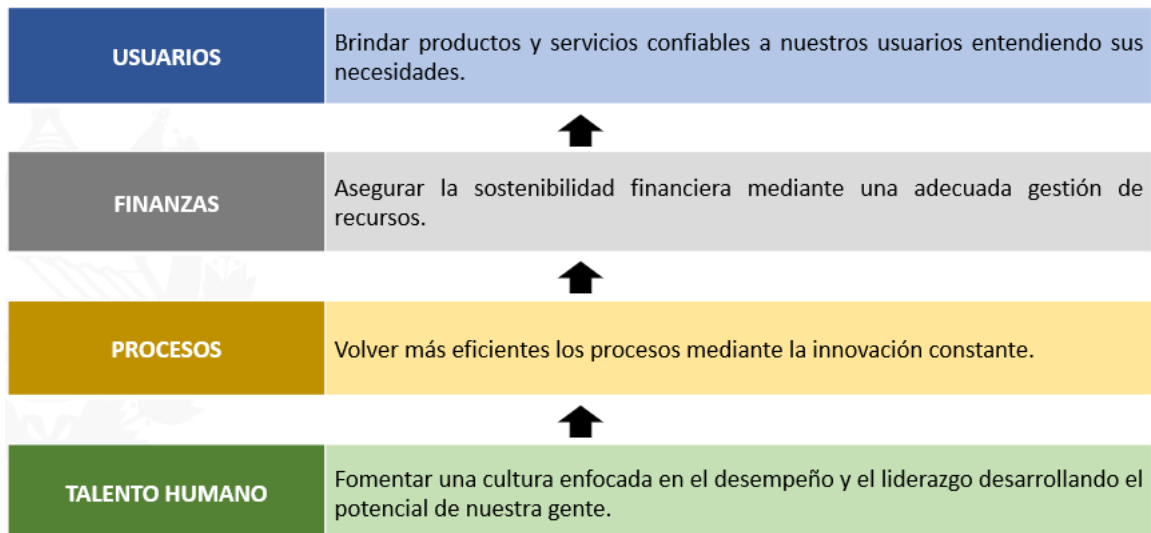 USUARIOS
Brindar productos y servicios confiables a nuestros usuarios entendiendo sus
necesidades.
FINANZAS
Asegurar la sostenibilidad financiera mediante una adecuada gestión de
recursos.
PROCESOS
Volver más eficientes los procesos mediante la innovación constante.
TALENTO HUMANO
Fomentar una cultura enfocada en el desempeño y el liderazgo desarrollando el
potencial de nuestra gente.